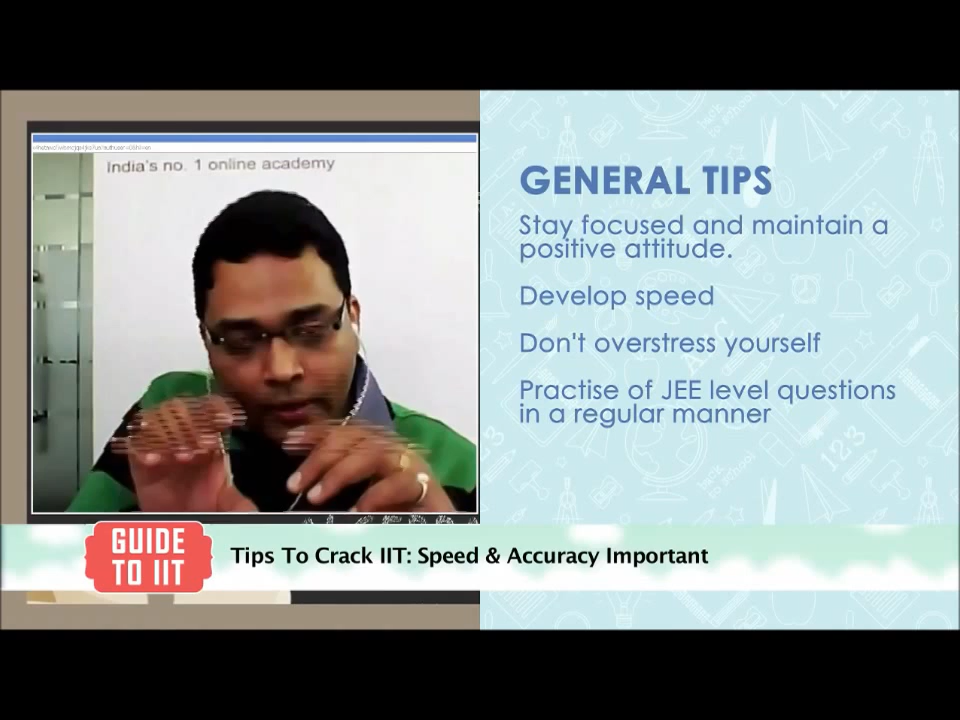 India's no. 1 online academy
GENERAL TIPS
Stay focused and maintain a
positive attitude.
Develop speed
Don't overstress yourself
Practise of JEE level questions
in a regular manner
GUIDE
TO IIT
Tips To Crack IIT: Speed & Accuracy Important